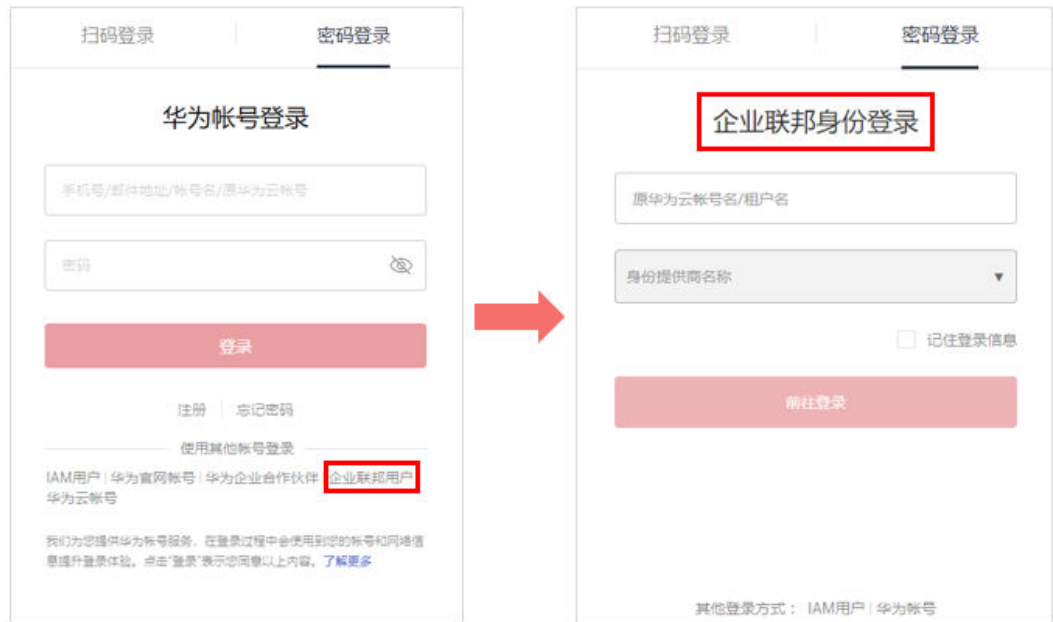 扫码登录
密码登录
华为帐号登录
手机号/邮件地址/帐号名/原华为云帐号
密码
登录
注册
忘记密码
使用其他帐号登录
IAM用户 | 华为官网帐号 | 华为企业合作伙伴 | 企业联邦用户
华为云帐号
我们为您提供华为帐号服务，在登录过程中会使用到您的帐号和网络信
息提升登录体验。点击“登录”表示您同意以上内容。了解更多
扫码登录
密码登录
企业联邦身份登录
原华为云帐号名/租户名
身份提供商名称
记住登录信息
前往登录
其他登录方式： IAM用户 | 华为帐号